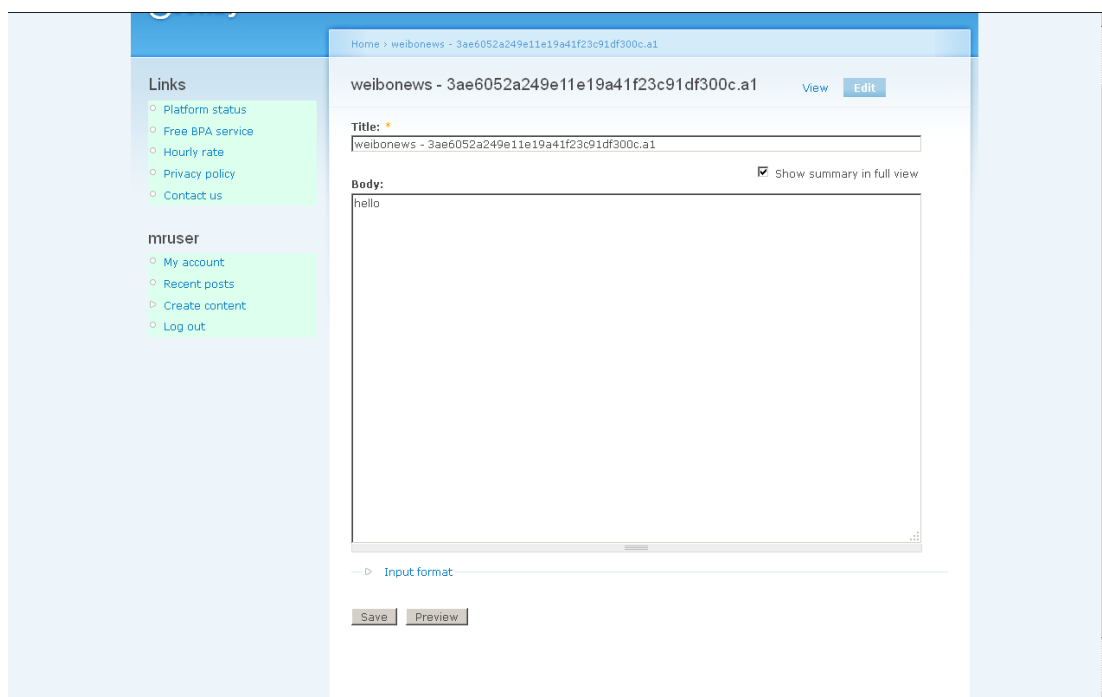 Home › weibonews - 3ae6052a249e11e19a41f23c91df300c.a1
Links
Platform status
Free BPA service
Hourly rate
Privacy policy
Contact us
mruser
My account
Recent posts
Create content
Log out
weibonews - 3ae6052a249e11e19a41f23c91df300c.a1
View
Edit
Title: *
weibonews - 3ae6052a249e11e19a41f23c91df300c.a1
Show summary in full view
Body:
hello
Input format
Save
Preview